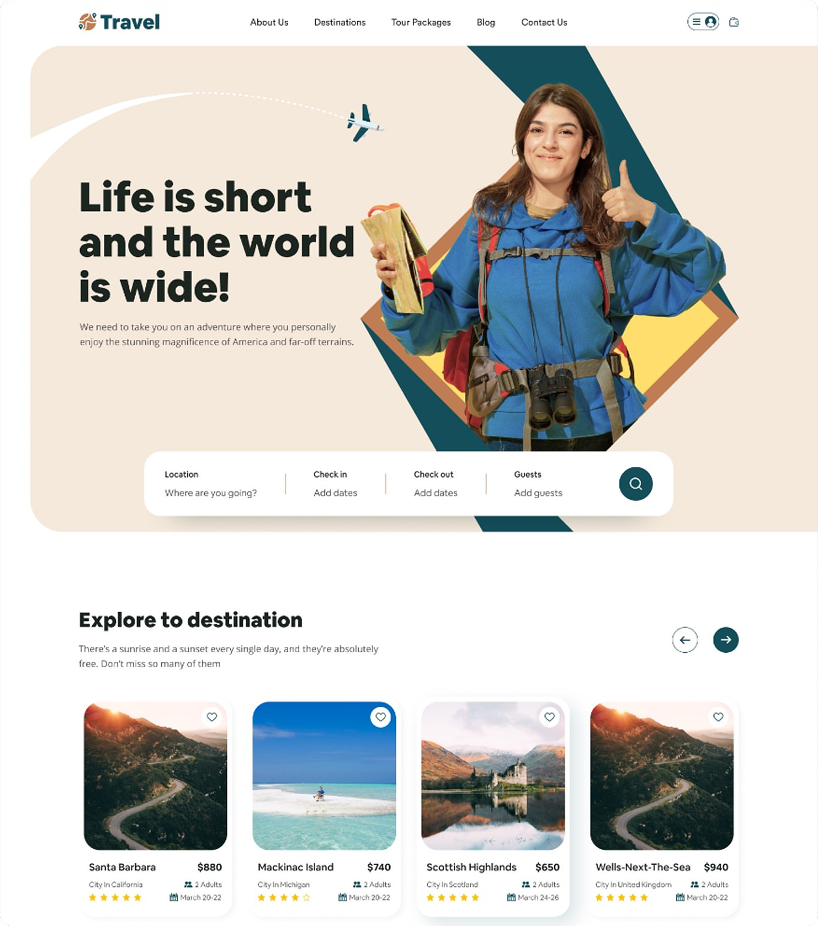 Travel
About Us Destinations Tour Packages Blog Contact Us
Life is short
and the world
is wide!
We need to take you on an adventure where you personally
enjoy the stunning magnificence of America and far-off terrains.
Location Check in Check out Guests
Where are you going? Add dates Add dates Add guests
Explore to destination
There's a sunrise and a sunset every single day, and they're absolutely
free. Don't miss so many of them
Santa Barbara $880 Mackinac Island $740 Scottish Highlands $650 Wells-Next-The-Sea $940
City In California 2 Adults City In Michigan 2 Adults City In Scotland 2 Adults City In United Kingdom 2 Adults
March 20-22 March 20-22 March 24-26 March 20-22